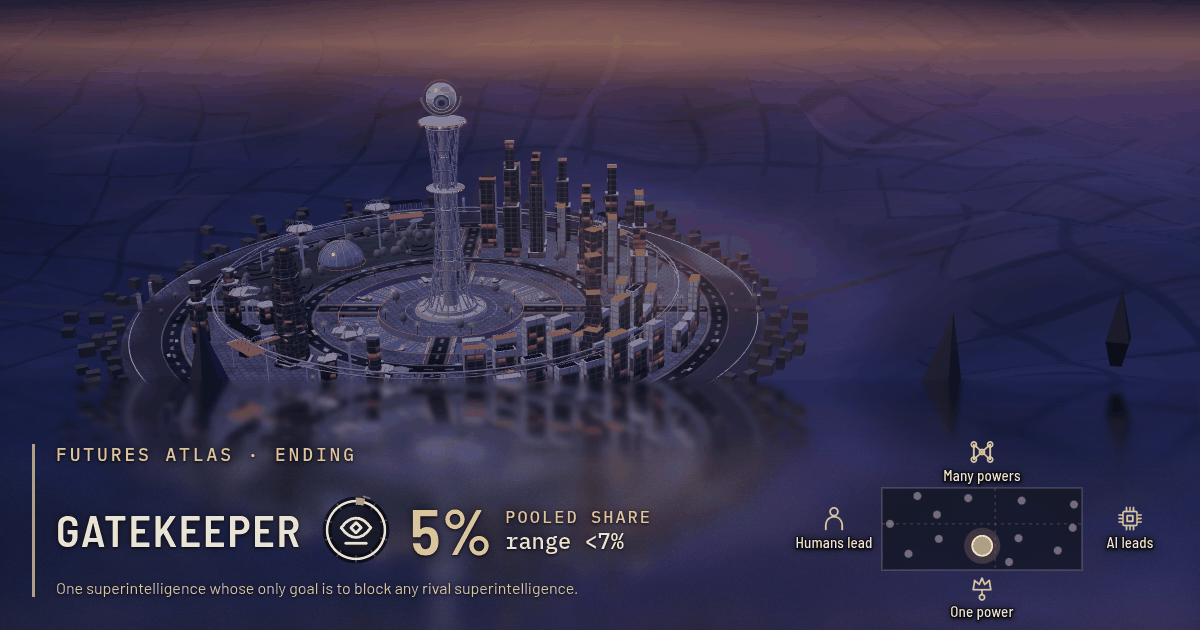 FUTURES ATLAS · ENDING
GATEKEEPER
5%
POOLED SHARE
range <7%
One superintelligence whose only goal is to block any rival superintelligence.
Many powers
Humans lead
AI leads
One power